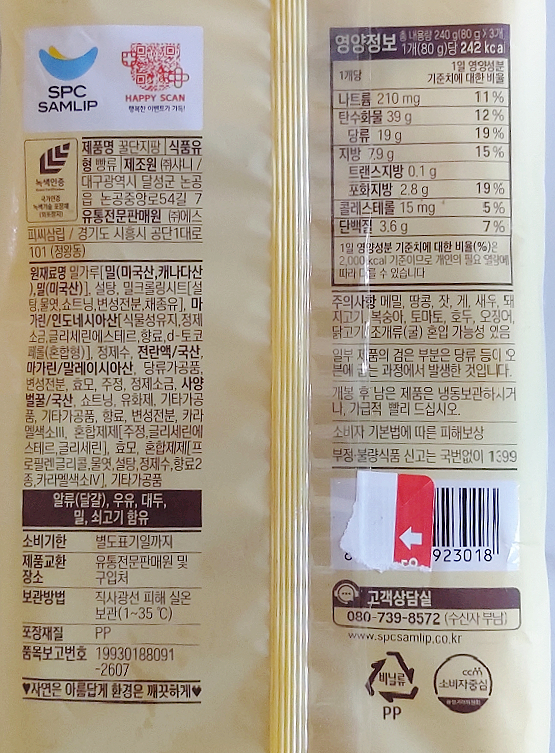 SPC
SAMLIP
HAPPY SCAN
행복한 이벤트가 가득!
녹색인증
국가인증
제품명 꿀단지팡 식품유
형 빵류 제조원 ㈜샤니 /
대구광역시 달성군 논공
읍 논공중앙로54길 7
유통전문판매원 ㈜에스
피씨삼립 / 경기도 시흥시 공단1대로
101 (정왕동)
원재료명 밀가루[밀(미국산,캐나다산
),밀(미국산)], 설탕, 밀크롤링시트[설
탕,물엿,쇼트닝,변성전분,채종유], 마
가린/인도네시아산[식물성유지,정제
소금,글리세린에스테르,향료,d-토코
페롤(혼합형)], 정제수, 전란액/국산,
마가린/말레이시아산, 당류가공품,
변성전분, 효모, 주정, 정제소금, 사양
벌꿀/국산, 쇼트닝, 유화제, 기타가공
품, 기타가공품, 향료, 변성전분, 카라
멜색소III, 혼합제제[주정,글리세린에
스테르,글리세린], 효모, 혼합제제[프
로필렌글리콜,물엿,설탕,정제수,향료2
종,카라멜색소IV], 기타가공품
알류(달걀), 우유, 대두,
밀, 쇠고기 함유
소비기한 별도표기일까지
제품교환 유통전문판매원 및
장소 구입처
보관방법 직사광선 피해 실온
보관(1~35 ℃)
포장재질 PP
품목보고번호 19930188091
-2607
♥자연은 아름답게 환경은 깨끗하게♥
영양정보 총 내용량 240 g(80 g X 3개)
1개(80 g)당 242 kcal
1개당 1일 영양성분
기준치에 대한 비율
나트륨 210 mg 11 %
탄수화물 39 g 12 %
당류 19 g 19 %
지방 7.9 g 15 %
트랜스지방 0.1 g
포화지방 2.8 g 19 %
콜레스테롤 15 mg 5 %
단백질 3.6 g 7 %
1일 영양성분 기준치에 대한 비율(%)은
2,000 kcal 기준이므로 개인의 필요 열량에
따라 다를 수 있습니다
주의사항 메밀, 땅콩, 잣, 게, 새우, 돼
지고기, 복숭아, 토마토, 호두, 오징어,
닭고기, 조개류(굴) 혼입 가능성 있음
일부 제품의 검은 부분은 당류 등이 오
븐에 굽는 과정에서 발생한 것입니다.
개봉 후 남은 제품은 냉동보관하시거
나, 가급적 빨리 드십시오.
소비자 기본법에 따른 피해보상
부정·불량식품 신고는 국번없이 1399
8
923018
고객상담실
080-739-8572 (수신자 부담)
www.spcsamlip.co.kr
비닐류
PP
ccm
소비자중심